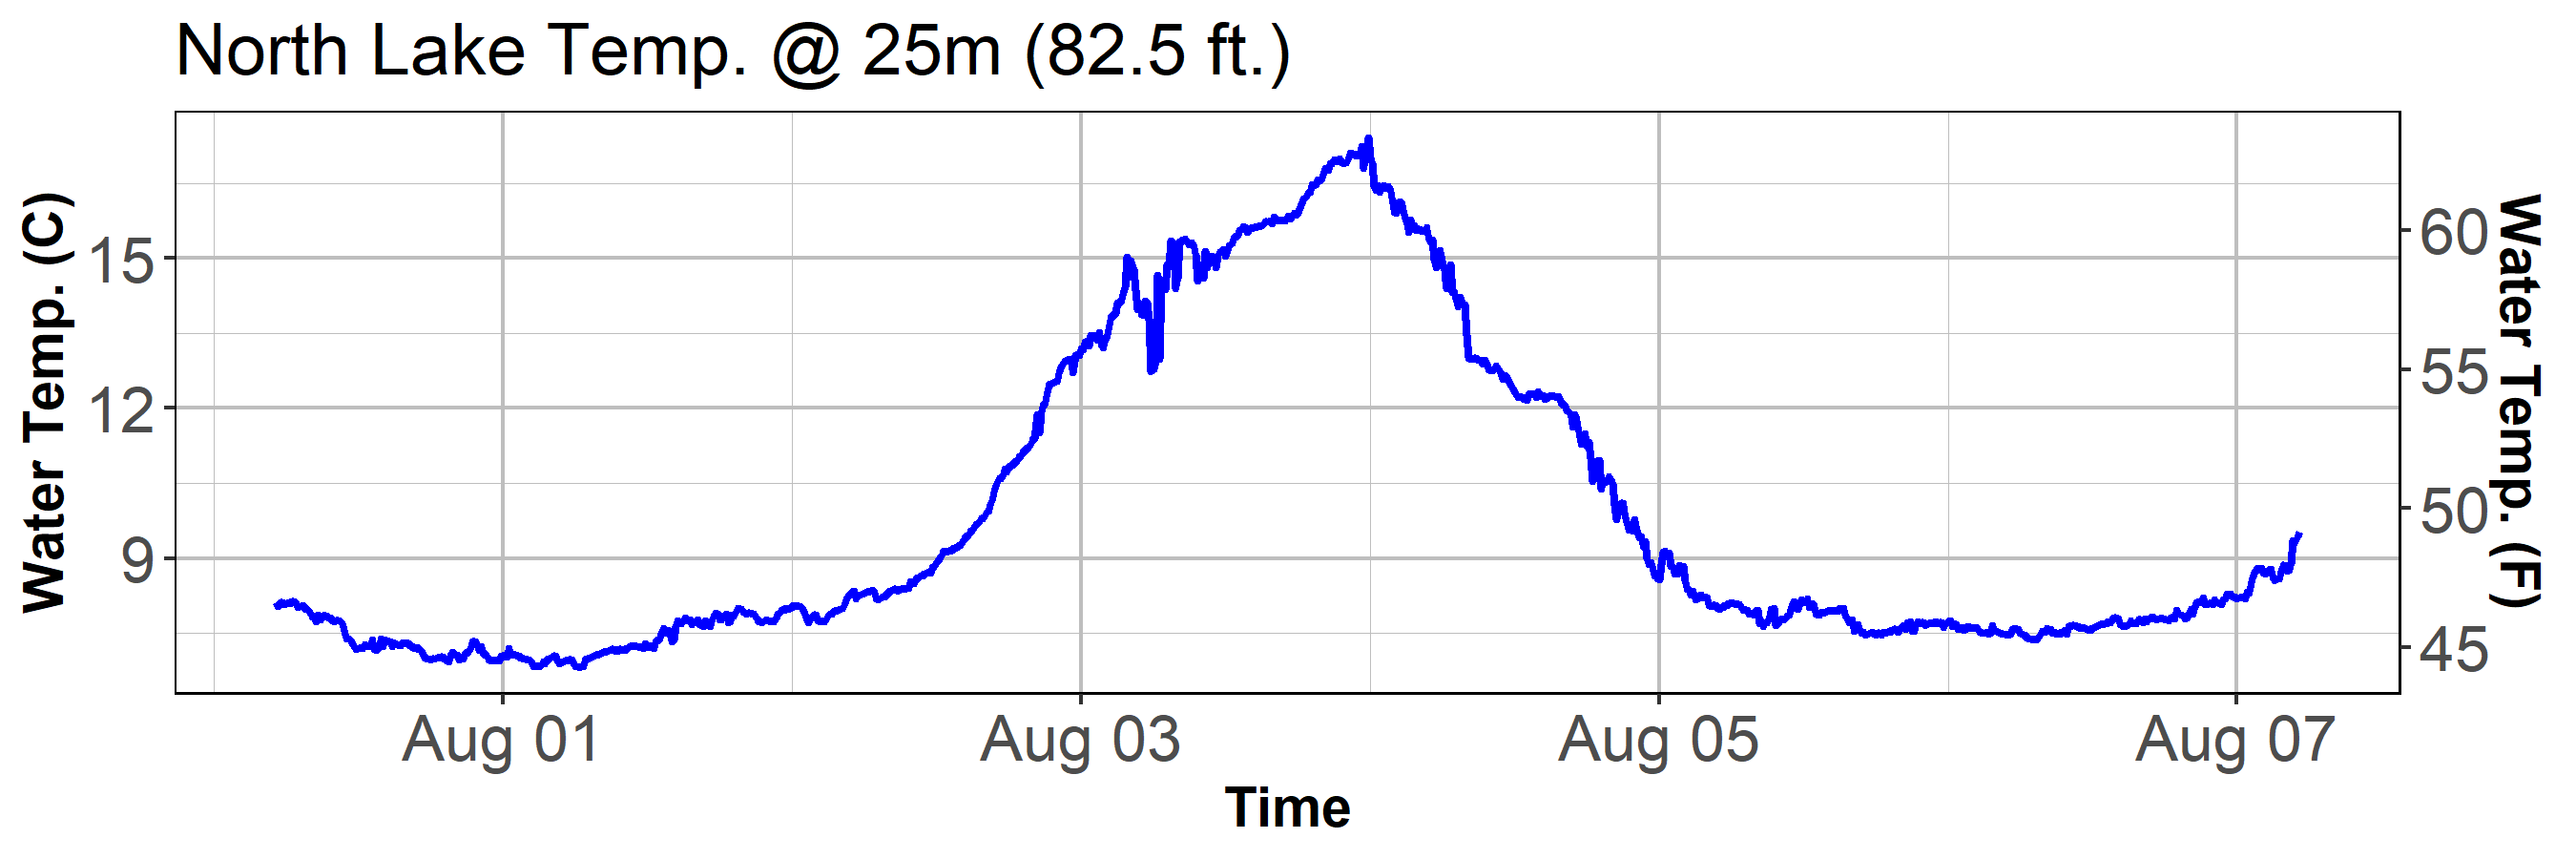 North Lake Temp. @ 25m (82.5 ft.)
Water Temp. (C)
15
12
9
60
55
50
45
Water Temp. (F)
Aug 01
Aug 03
Aug 05
Aug 07
Time